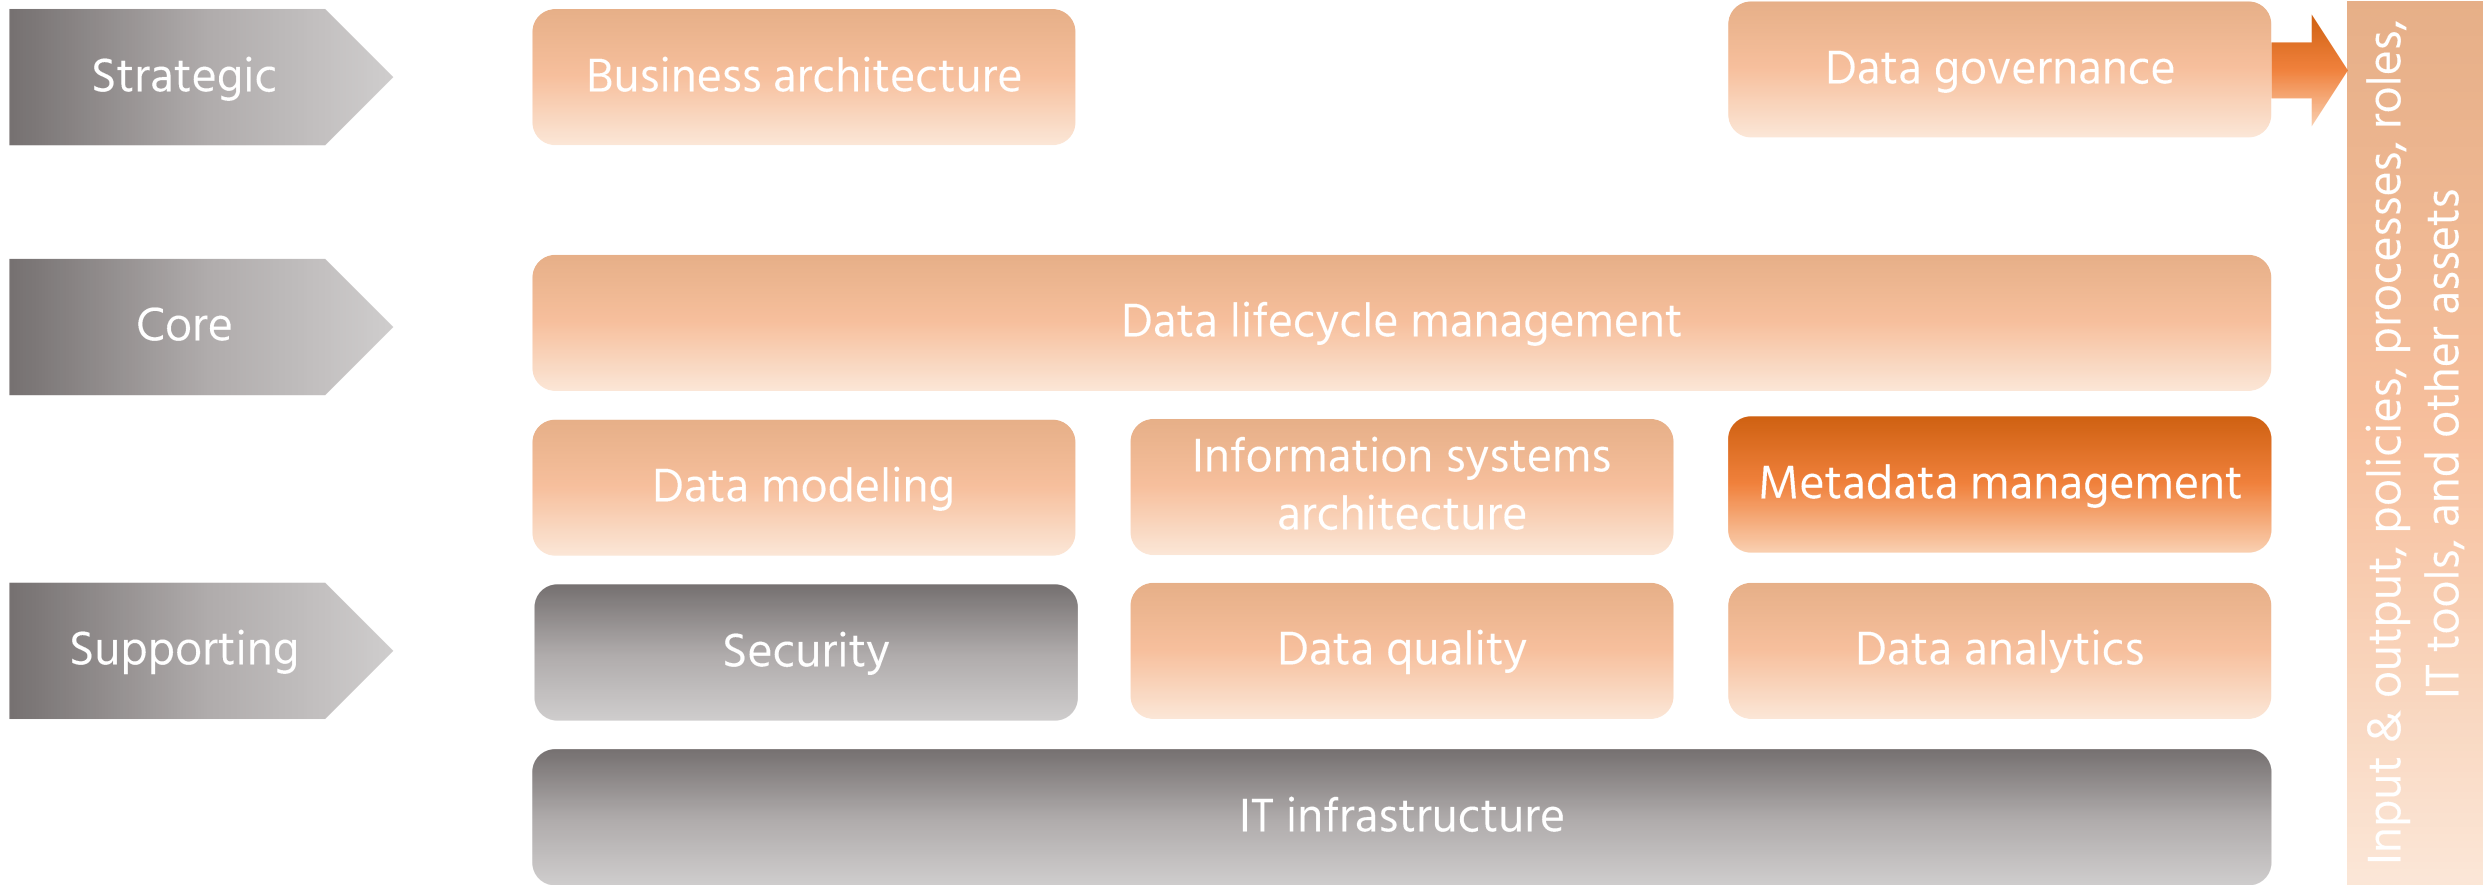 Strategic
Business architecture
Data governance
Core
Data lifecycle management
Data modeling
Information systems
architecture
Metadata management
Supporting
Security
Data quality
Data analytics
IT infrastructure
Input & output, policies, processes, roles,
IT tools, and other assets